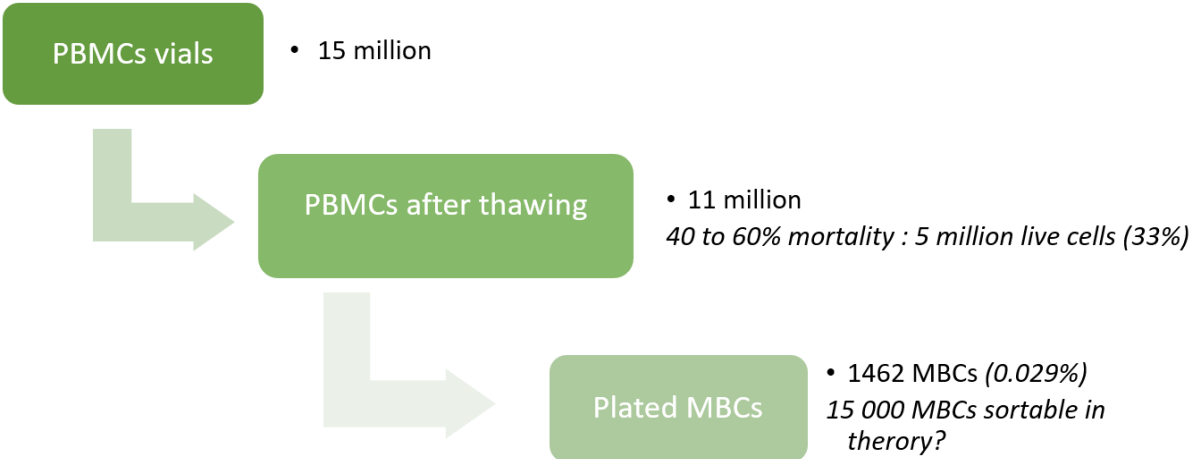 PBMCs vials
• 15 million
PBMCs after thawing
• 11 million
40 to 60% mortality : 5 million live cells (33%)
Plated MBCs
• 1462 MBCs (0.029%)
15 000 MBCs sortable in
therory?